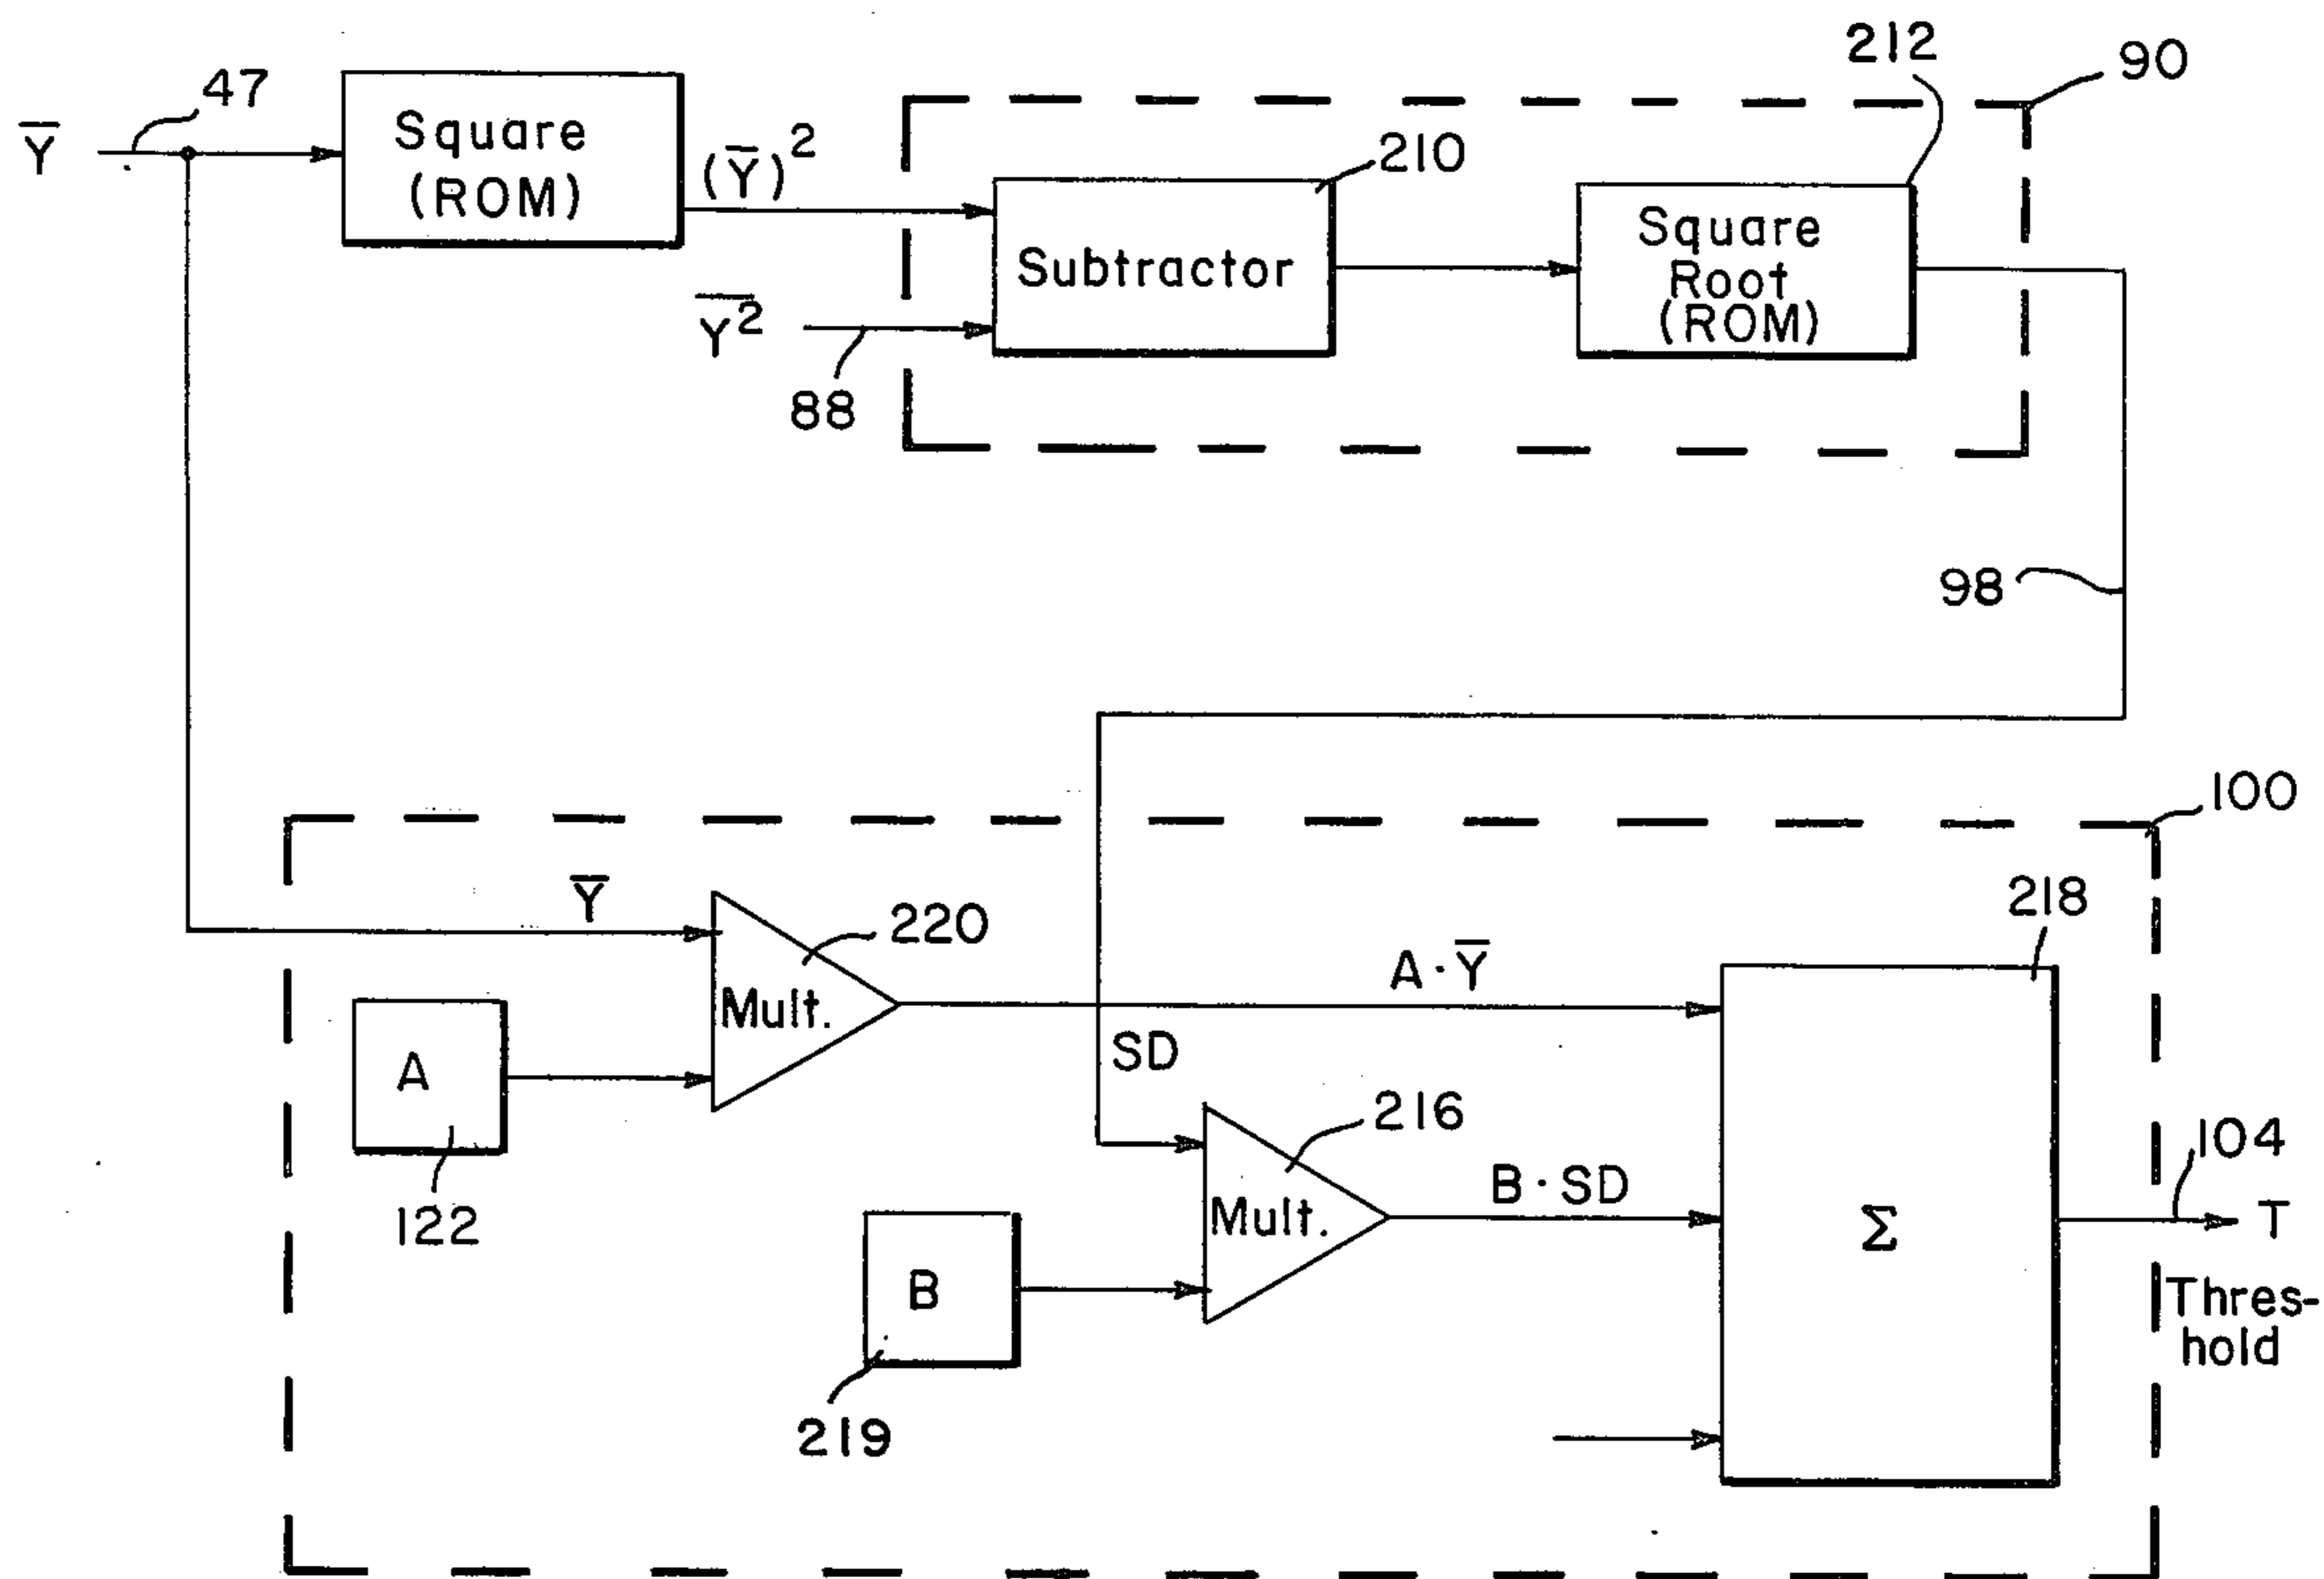 212
90
47
Y̅
Square
(ROM)
(Y̅)²
210
Subtractor
Square
Root
(ROM)
Y²̅
88
98
100
Y̅
220
218
Mult.
A·Y̅
A
SD
122
216
Mult.
B·SD
104
T
Σ
B
Thres-
hold
219